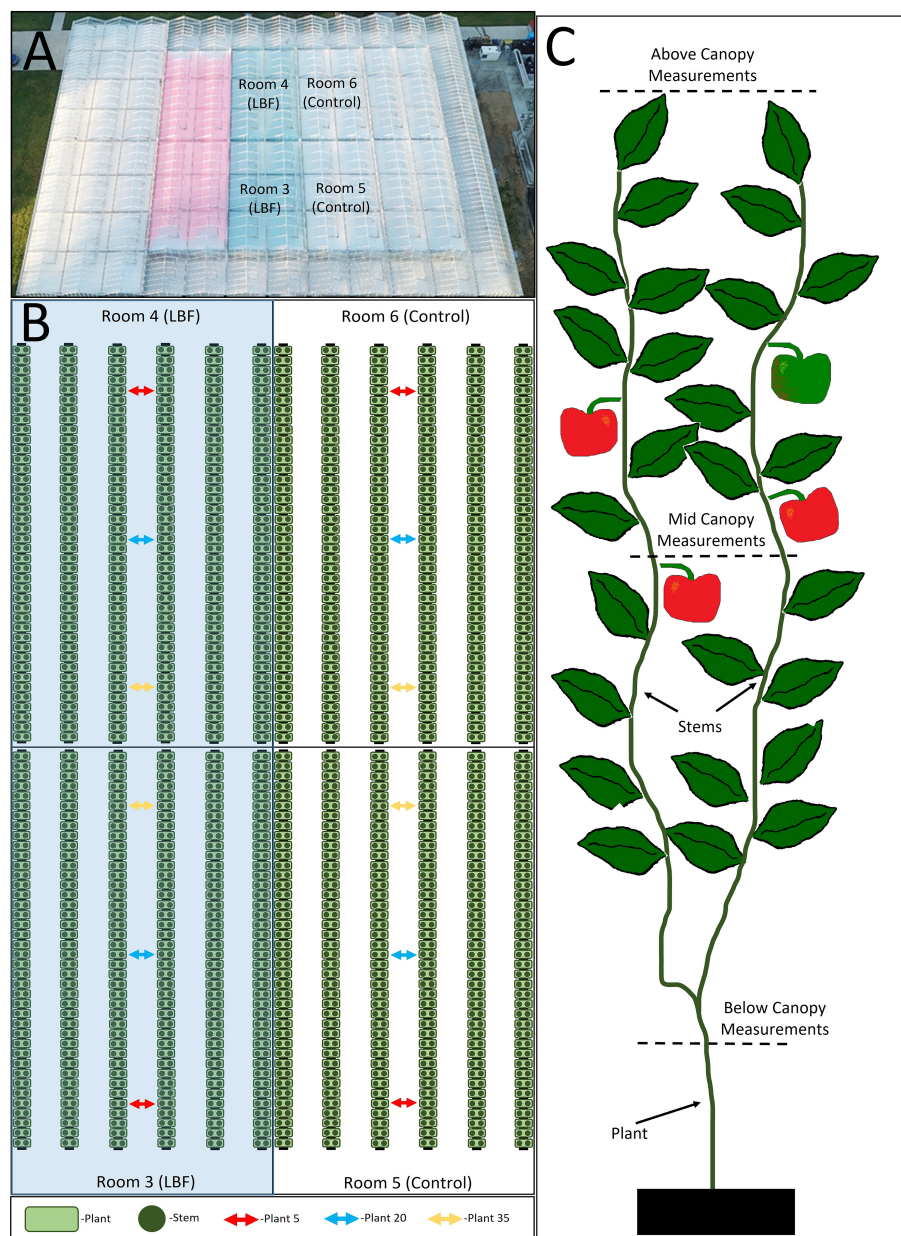 A
Room 4
(LBF)
Room 6
(Control)
Room 3
(LBF)
Room 5
(Control)
B
Room 4 (LBF)
Room 6 (Control)
Room 3 (LBF)
Room 5 (Control)
-Plant
-Stem
-Plant 5
-Plant 20
-Plant 35
C
Above Canopy
Measurements
Mid Canopy
Measurements
Stems
Below Canopy
Measurements
Plant